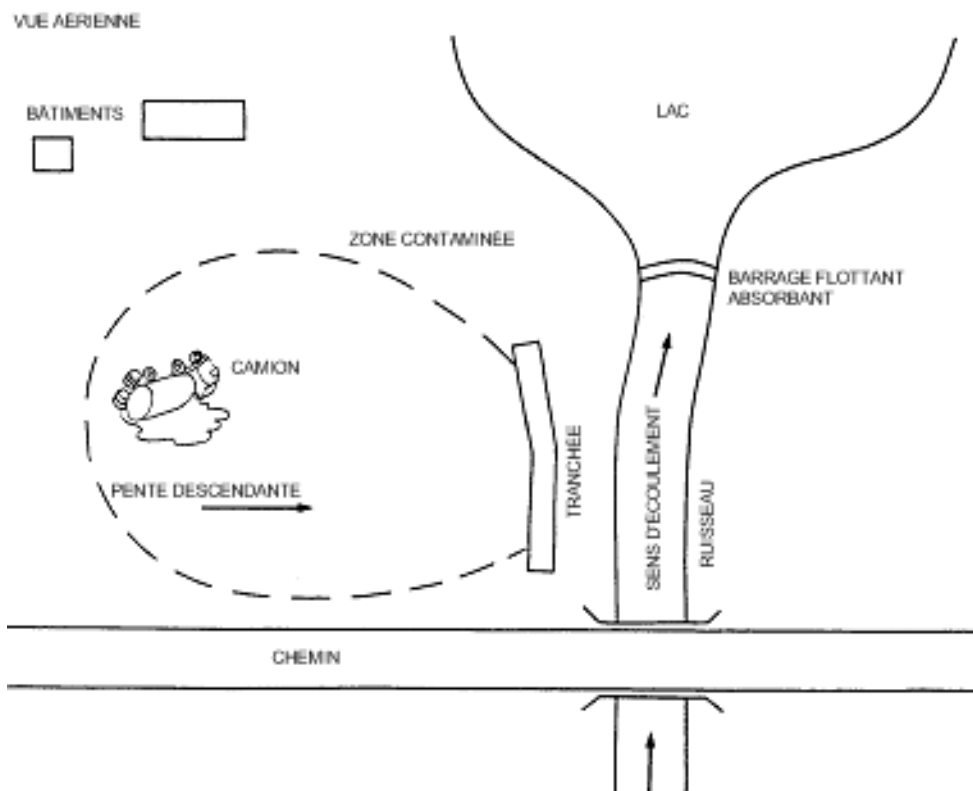 VUE AÉRIENNE
BÂTIMENTS
LAC
ZONE CONTAMINÉE
BARRAGE FLOTTANT
ABSORBANT
CAMION
PENTE DESCENDANTE
TRANCHÉE
SENS D'ÉCOULEMENT
RUISSEAU
CHEMIN